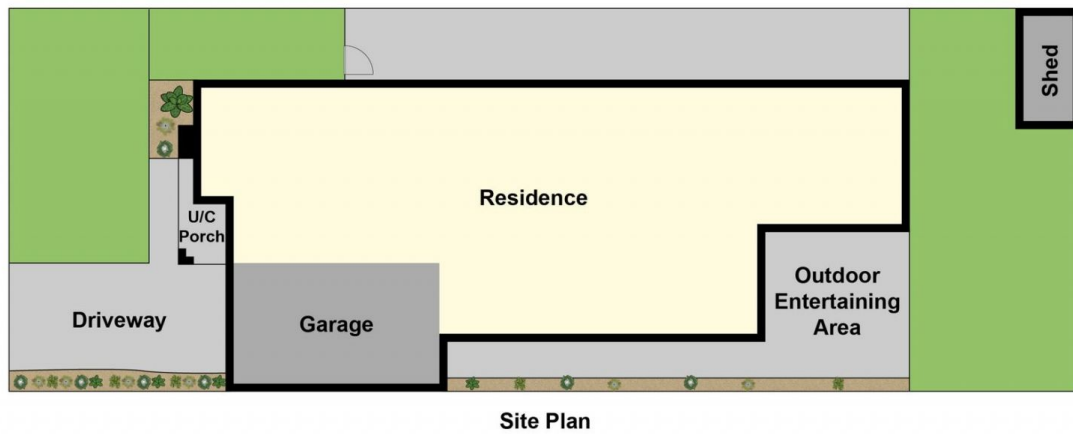 Shed
Residence
U/C
Porch
Outdoor
Entertaining
Area
Driveway
Garage
Site Plan